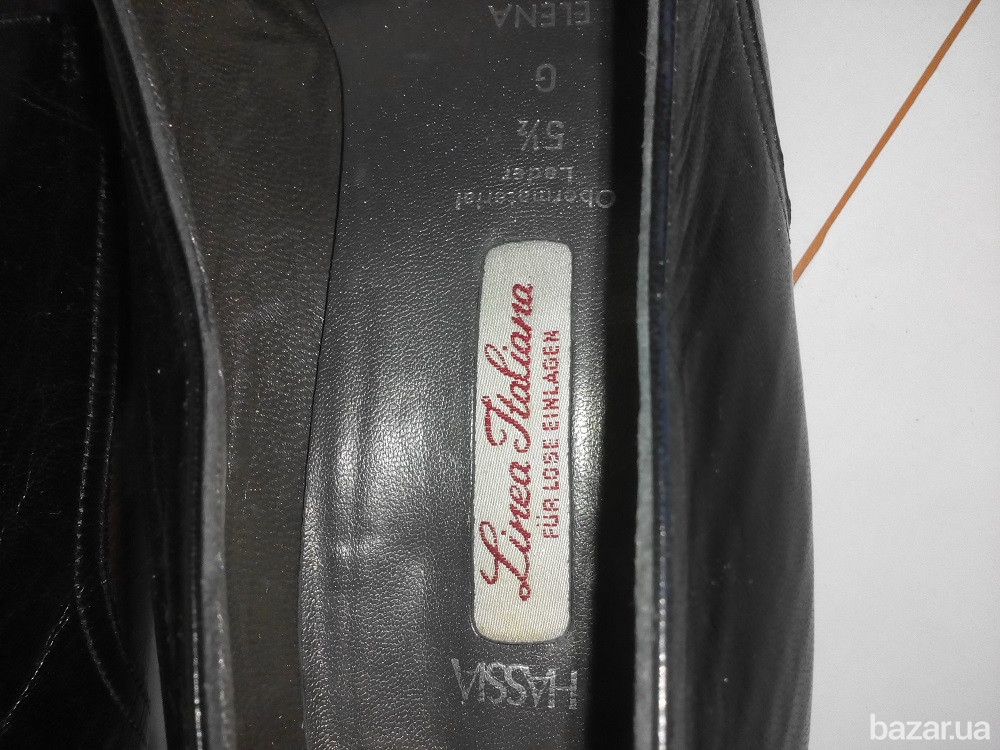 ELENA
G
5½
Leder
Obermaterial
Linea Italiana
FÜR LOSE EINLAGEN
HASSIA
bazar.ua